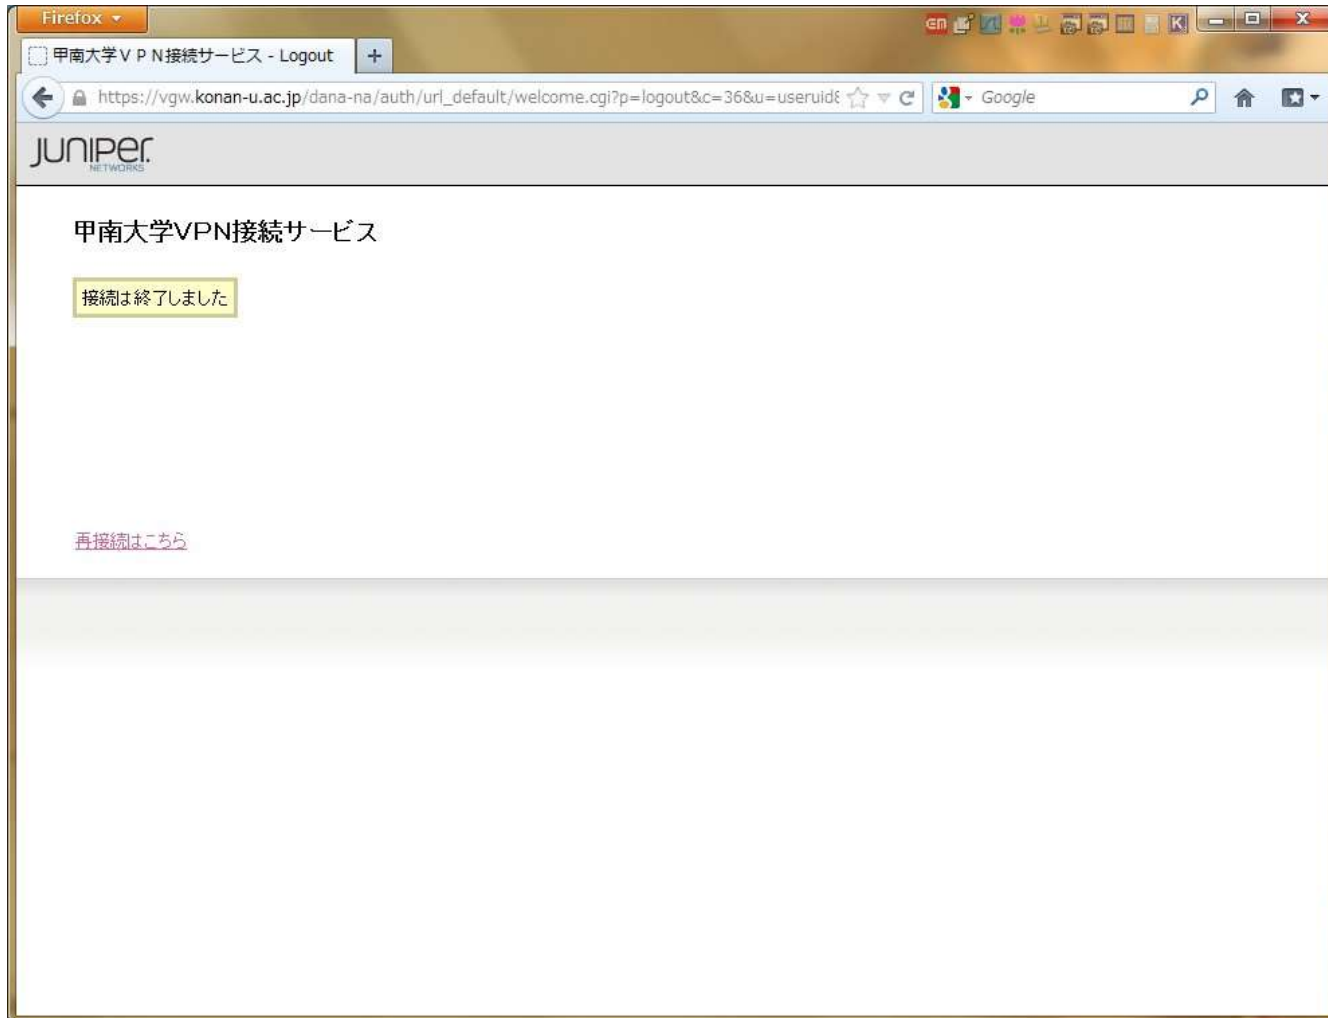 Firefox
甲南大学ＶＰＮ接続サービス - Logout
https://vgw.konan-u.ac.jp/dana-na/auth/url_default/welcome.cgi?p=logout&c=36&u=userid
Google
JUNIPER
NETWORKS
甲南大学VPN接続サービス
接続は終了しました
再接続はこちら